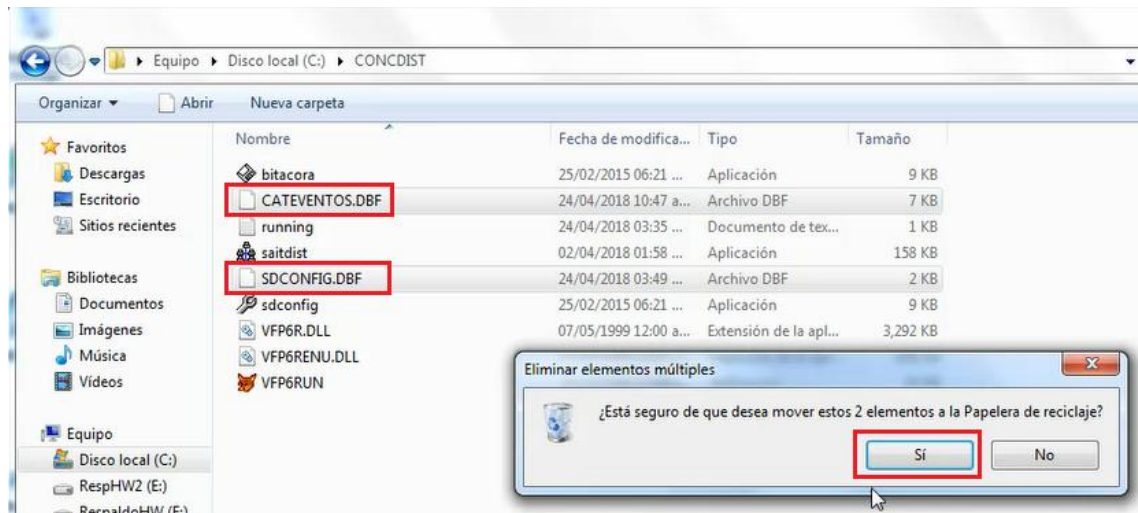 Equipo ▸ Disco local (C:) ▸ CONCDIST
Organizar Abrir Nueva carpeta
Favoritos
Descargas
Escritorio
Sitios recientes
Bibliotecas
Documentos
Imágenes
Música
Vídeos
Equipo
Disco local (C:)
RespHW2 (E:)
RespaldoHW (F:)
Nombre Fecha de modifica... Tipo Tamaño
bitacora 25/02/2015 06:21 ... Aplicación 9 KB
CATEVENTOS.DBF 24/04/2018 10:47 a... Archivo DBF 7 KB
running 24/04/2018 03:35 ... Documento de tex... 1 KB
saitdist 02/04/2018 01:58 ... Aplicación 158 KB
SDCONFIG.DBF 24/04/2018 03:49 ... Archivo DBF 2 KB
sdconfig 25/02/2015 06:21 ... Aplicación 9 KB
VFP6R.DLL 07/05/1999 12:00 a... Extensión de la apl... 3,292 KB
VFP6RENU.DLL
VFP6RUN
Eliminar elementos múltiples
¿Está seguro de que desea mover estos 2 elementos a la Papelera de reciclaje?
Sí No